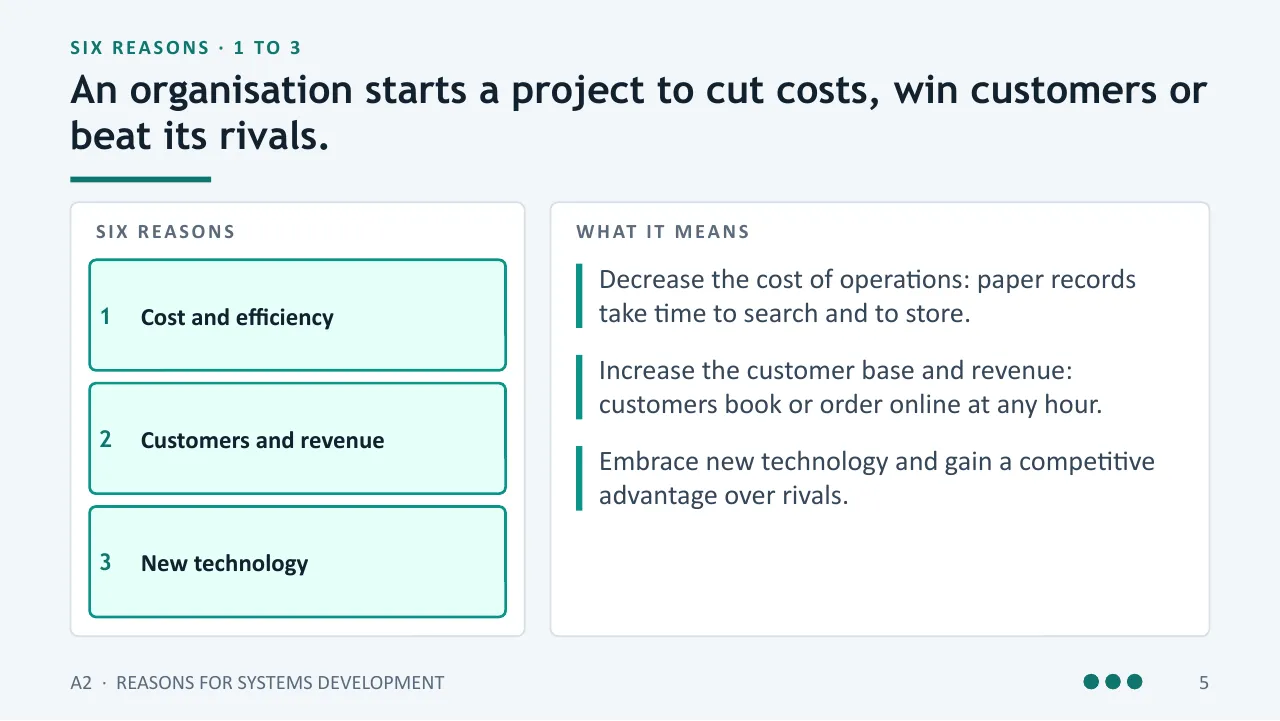 SIX REASONS · 1 TO 3
An organisation starts a project to cut costs, win customers or
beat its rivals.
SIX REASONS
1 Cost and efficiency
2 Customers and revenue
3 New technology
WHAT IT MEANS
Decrease the cost of operations: paper records
take time to search and to store.
Increase the customer base and revenue:
customers book or order online at any hour.
Embrace new technology and gain a competitive
advantage over rivals.
A2 · REASONS FOR SYSTEMS DEVELOPMENT
5